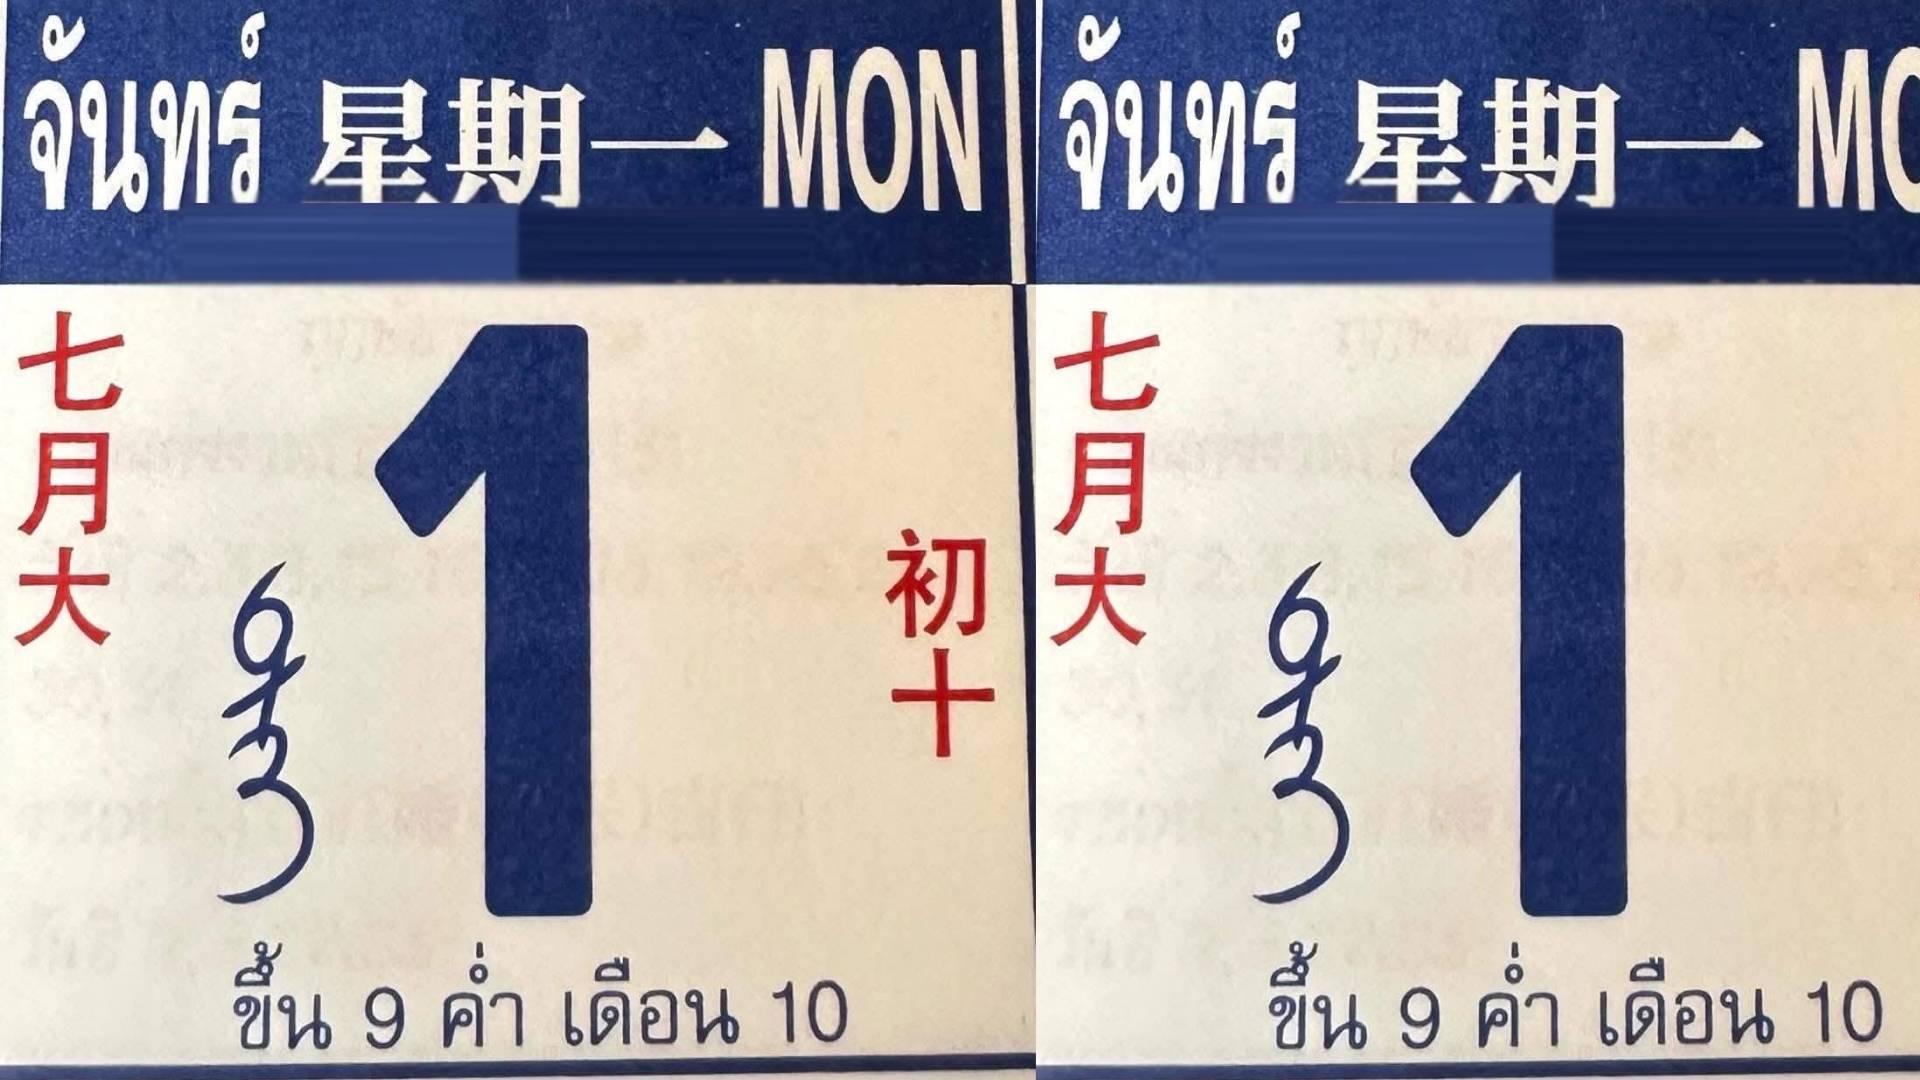 จันทร์ 星期一 MON
七月大
1
初十
ขึ้น 9 ค่ำ เดือน 10
จันทร์ 星期一 MO
七月大
1
ขึ้น 9 ค่ำ เดือน 10